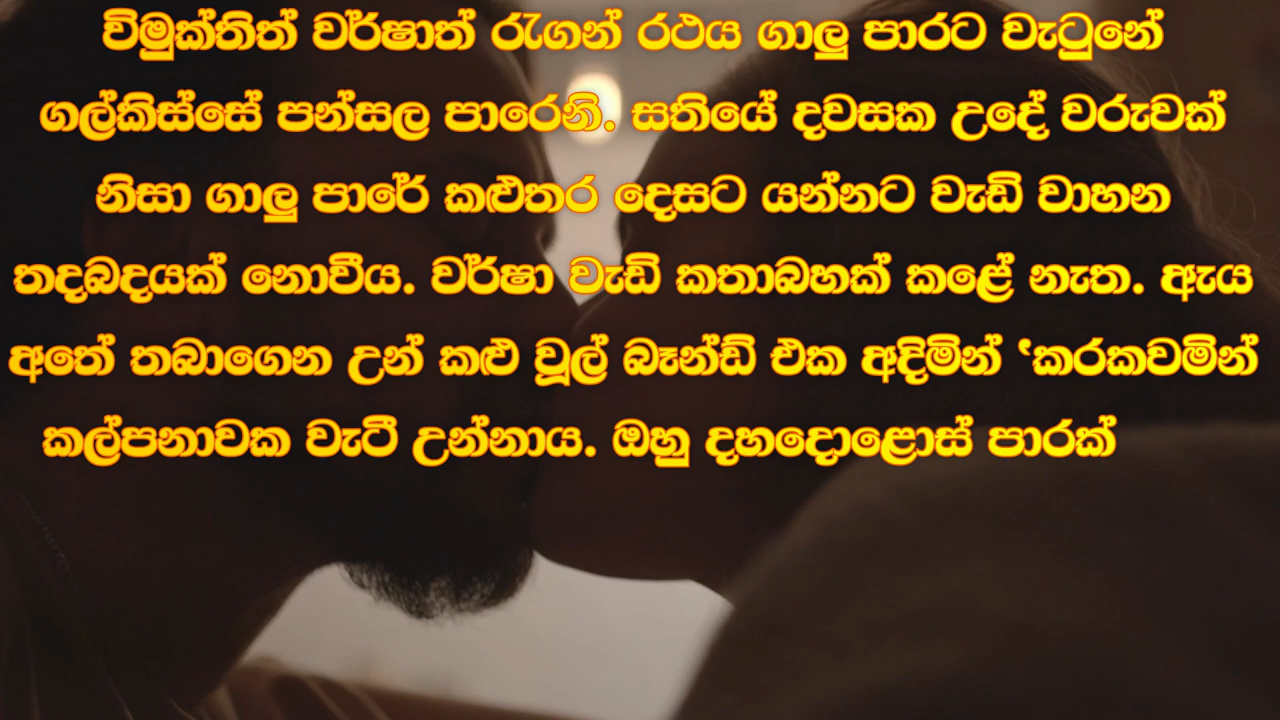 විමුක්තිත් වර්ෂාත් රැගන් රථය ගාලු පාරට වැටුනේ
ගල්කිස්සේ පන්සල පාරෙනි. සතියේ දවසක උදේ වරුවක්
නිසා ගාලු පාරේ කළුතර දෙසට යන්නට වැඩි වාහන
තදබදයක් නොවීය. වර්ෂා වැඩි කතාබහක් කළේ නැත. ඇය
අතේ තබාගෙන උන් කළු වූල් බෑන්ඩ් එක අදිමින් ‛කරකවමින්
කල්පනාවක වැටී උන්නාය. ඔහු දහදොළොස් පාරක්